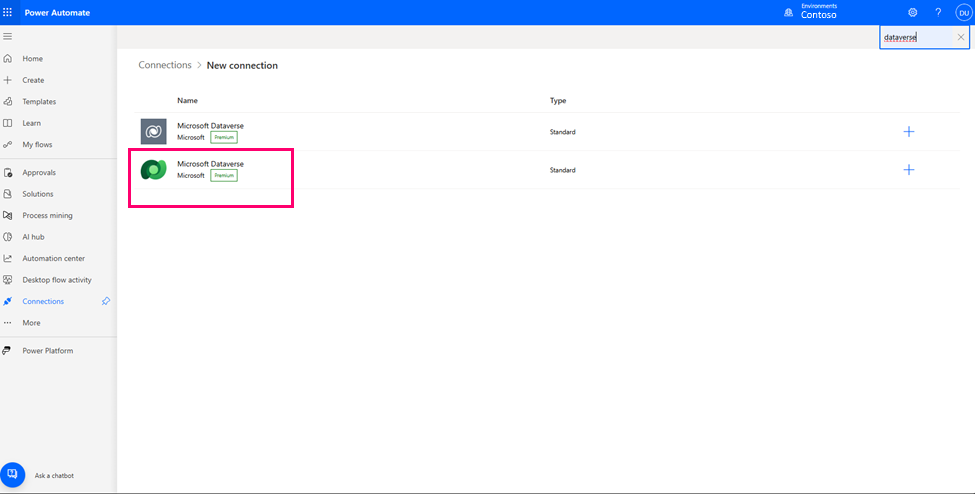 Power Automate
Environments
Contoso
?
DU
dataverse
Home
Create
Templates
Learn
My flows
Approvals
Solutions
Process mining
AI hub
Automation center
Desktop flow activity
Connections
More
Power Platform
Ask a chatbot
Connections > New connection
Name Type
Microsoft Dataverse
Microsoft Premium
Standard
Microsoft Dataverse
Microsoft Premium
Standard